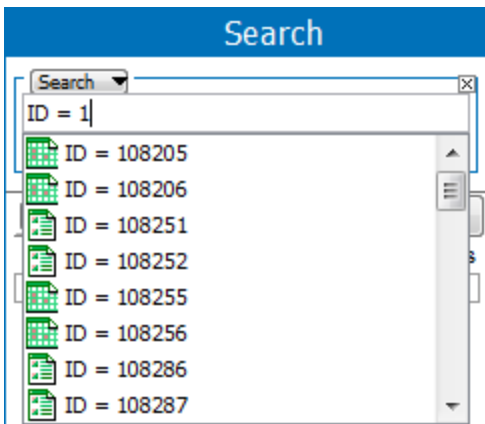 Search
Search
ID = 1
ID = 108205
ID = 108206
ID = 108251
ID = 108252
ID = 108255
ID = 108256
ID = 108286
ID = 108287